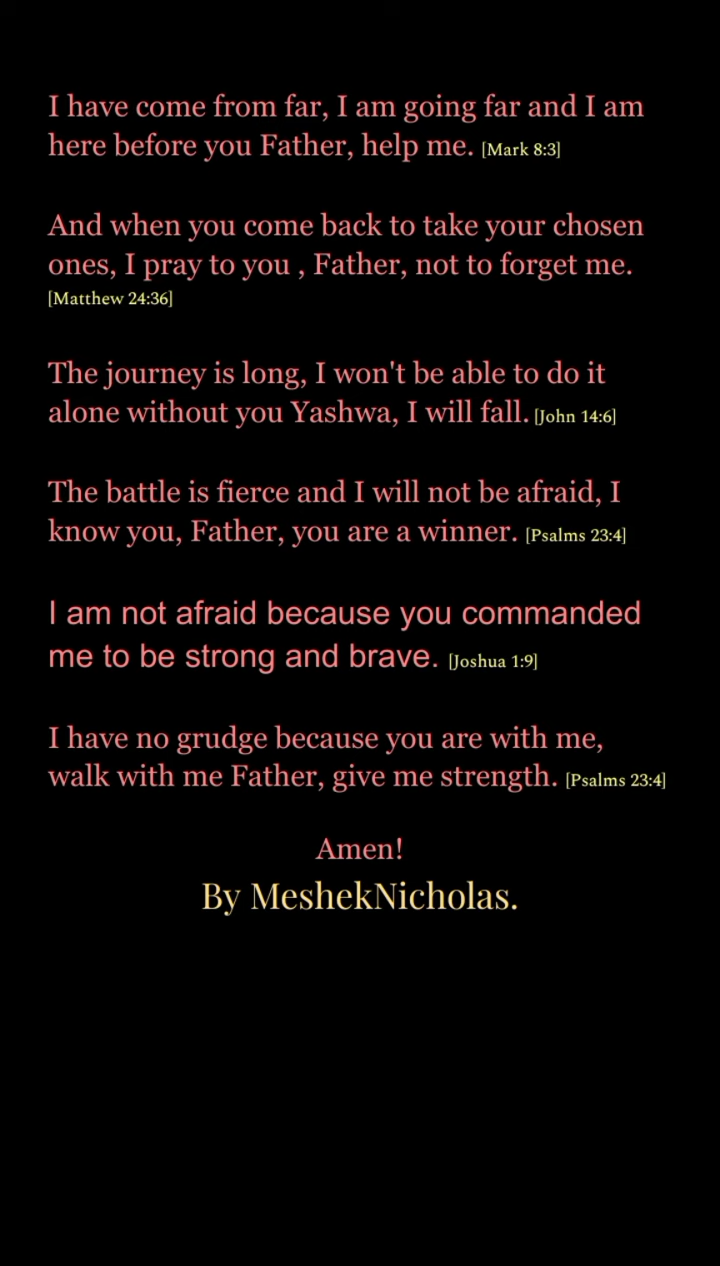 I have come from far, I am going far and I am
here before you Father, help me. [Mark 8:3]
And when you come back to take your chosen
ones, I pray to you , Father, not to forget me.
[Matthew 24:36]
The journey is long, I won't be able to do it
alone without you Yashwa, I will fall. [John 14:6]
The battle is fierce and I will not be afraid, I
know you, Father, you are a winner. [Psalms 23:4]
I am not afraid because you commanded
me to be strong and brave. [Joshua 1:9]
I have no grudge because you are with me,
walk with me Father, give me strength. [Psalms 23:4]
Amen!
By MeshekNicholas.